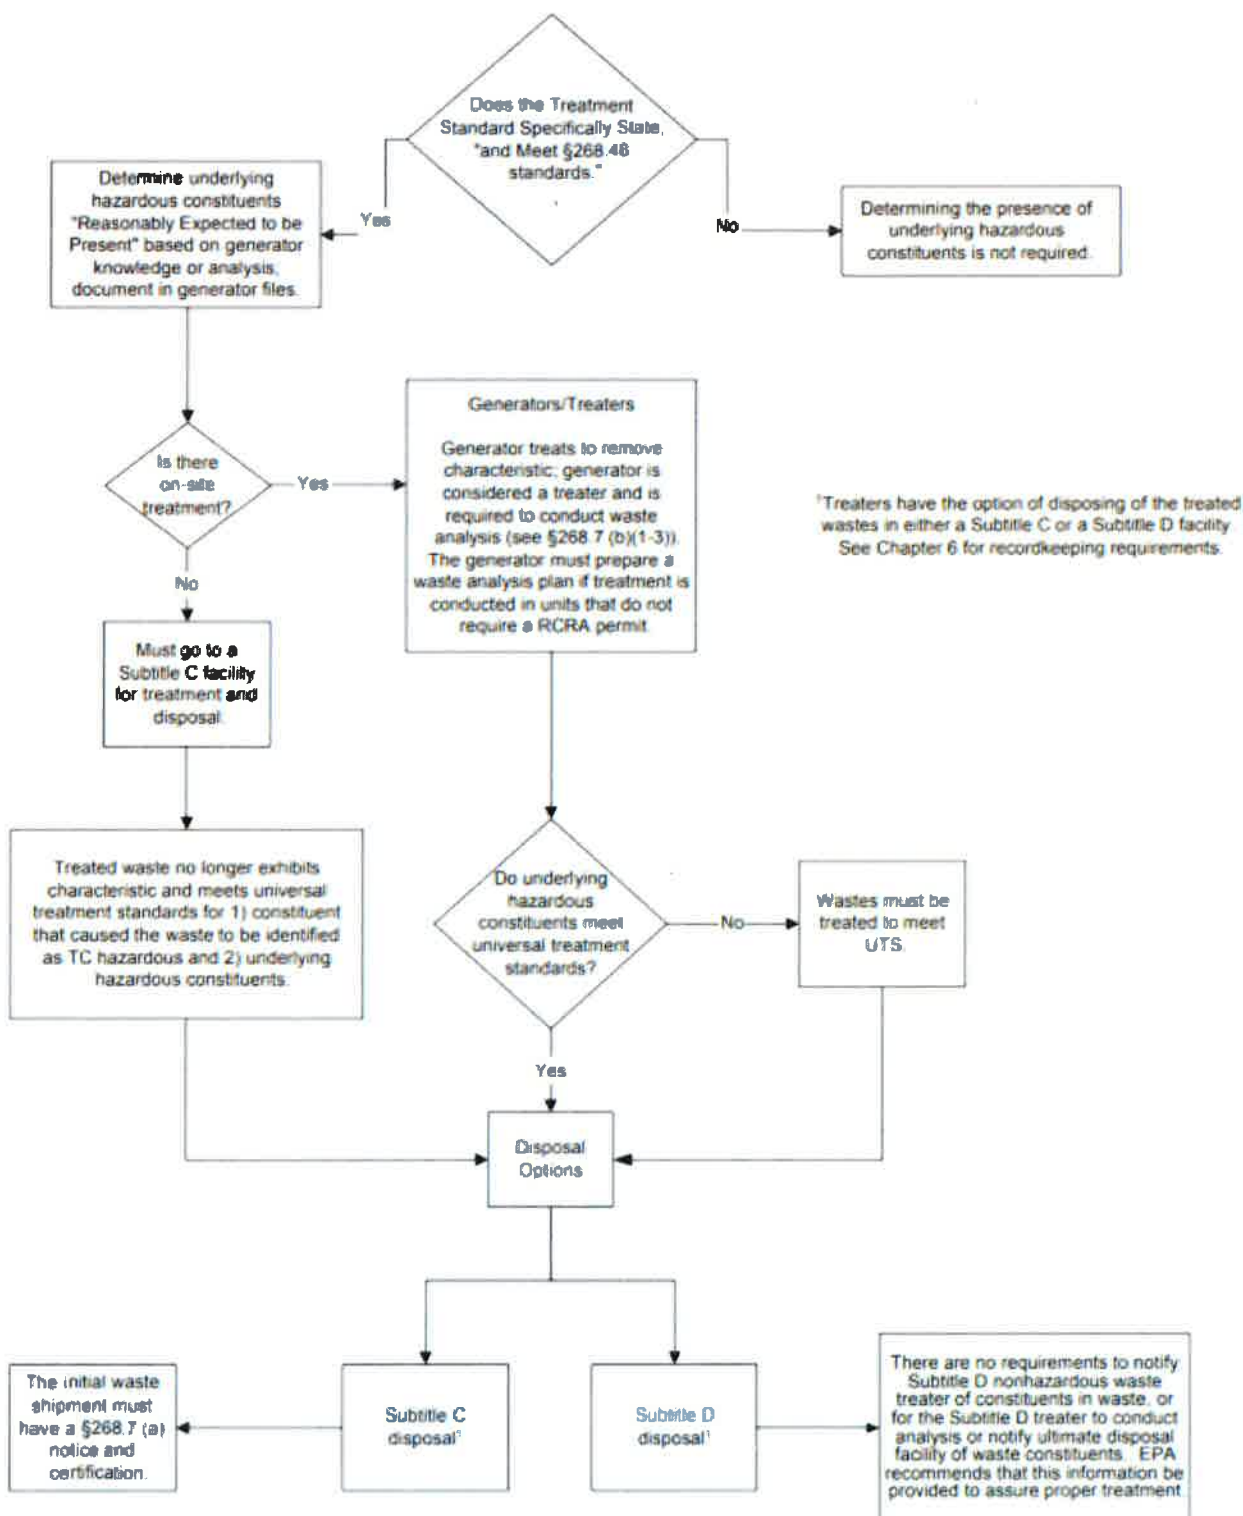 Does the Treatment
Standard Specifically State,
"and Meet §268.48
standards."
Yes
No
Determine underlying
hazardous constituents
"Reasonably Expected to be
Present" based on generator
knowledge or analysis,
document in generator files.
Determining the presence of
underlying hazardous
constituents is not required.
Is there
on-site
treatment?
Yes
No
Generators/Treaters
Generator treats to remove
characteristic; generator is
considered a treater and is
required to conduct waste
analysis (see §268.7 (b)(1-3)).
The generator must prepare a
waste analysis plan if treatment is
conducted in units that do not
require a RCRA permit.
¹Treaters have the option of disposing of the treated
wastes in either a Subtitle C or a Subtitle D facility.
See Chapter 6 for recordkeeping requirements.
Must go to a
Subtitle C facility
for treatment and
disposal.
Treated waste no longer exhibits
characteristic and meets universal
treatment standards for 1) constituent
that caused the waste to be identified
as TC hazardous and 2) underlying
hazardous constituents.
Do underlying
hazardous
constituents meet
universal treatment
standards?
No
Wastes must be
treated to meet
UTS.
Yes
Disposal
Options
The initial waste
shipment must
have a §268.7 (a)
notice and
certification.
Subtitle C
disposal¹
Subtitle D
disposal¹
There are no requirements to notify
Subtitle D nonhazardous waste
treater of constituents in waste, or
for the Subtitle D treater to conduct
analysis or notify ultimate disposal
facility of waste constituents. EPA
recommends that this information be
provided to assure proper treatment